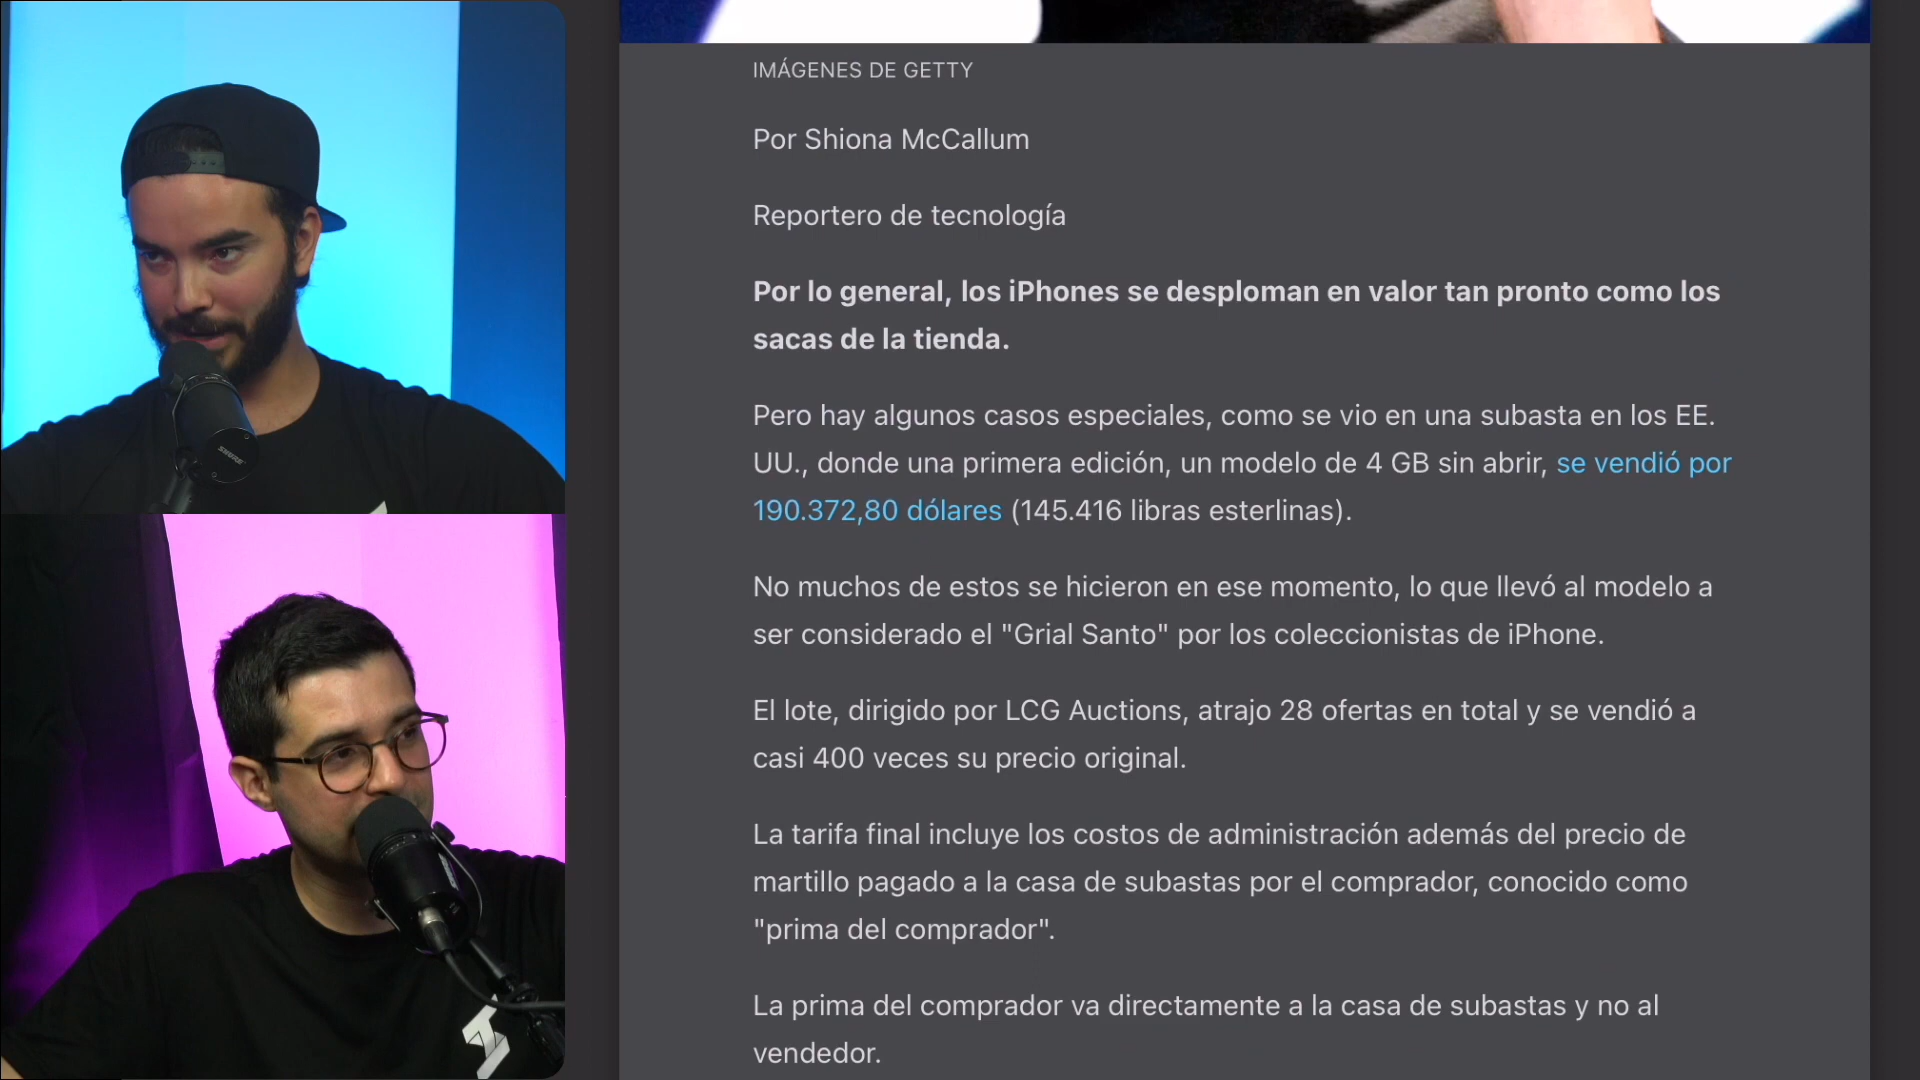 IMÁGENES DE GETTY
Por Shiona McCallum
Reportero de tecnología
Por lo general, los iPhones se desploman en valor tan pronto como los
sacas de la tienda.
Pero hay algunos casos especiales, como se vio en una subasta en los EE.
UU., donde una primera edición, un modelo de 4 GB sin abrir, se vendió por
190.372,80 dólares (145.416 libras esterlinas).
No muchos de estos se hicieron en ese momento, lo que llevó al modelo a
ser considerado el "Grial Santo" por los coleccionistas de iPhone.
El lote, dirigido por LCG Auctions, atrajo 28 ofertas en total y se vendió a
casi 400 veces su precio original.
La tarifa final incluye los costos de administración además del precio de
martillo pagado a la casa de subastas por el comprador, conocido como
"prima del comprador".
La prima del comprador va directamente a la casa de subastas y no al
vendedor.
SHURE